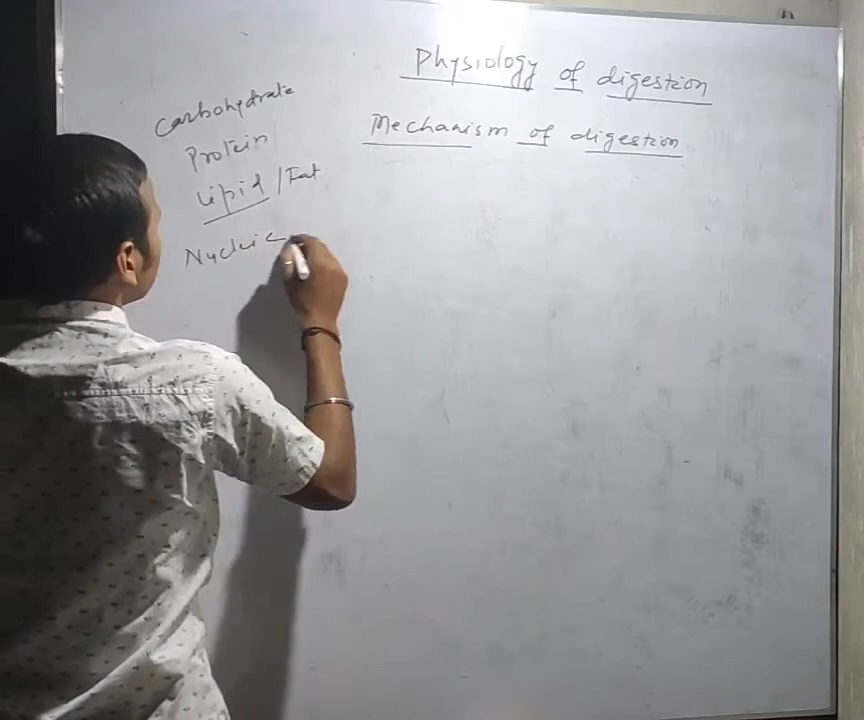 Physiology of digestion
Mechanism of digestion
Carbohydrate
Protein
Lipid / Fat
Nucleic